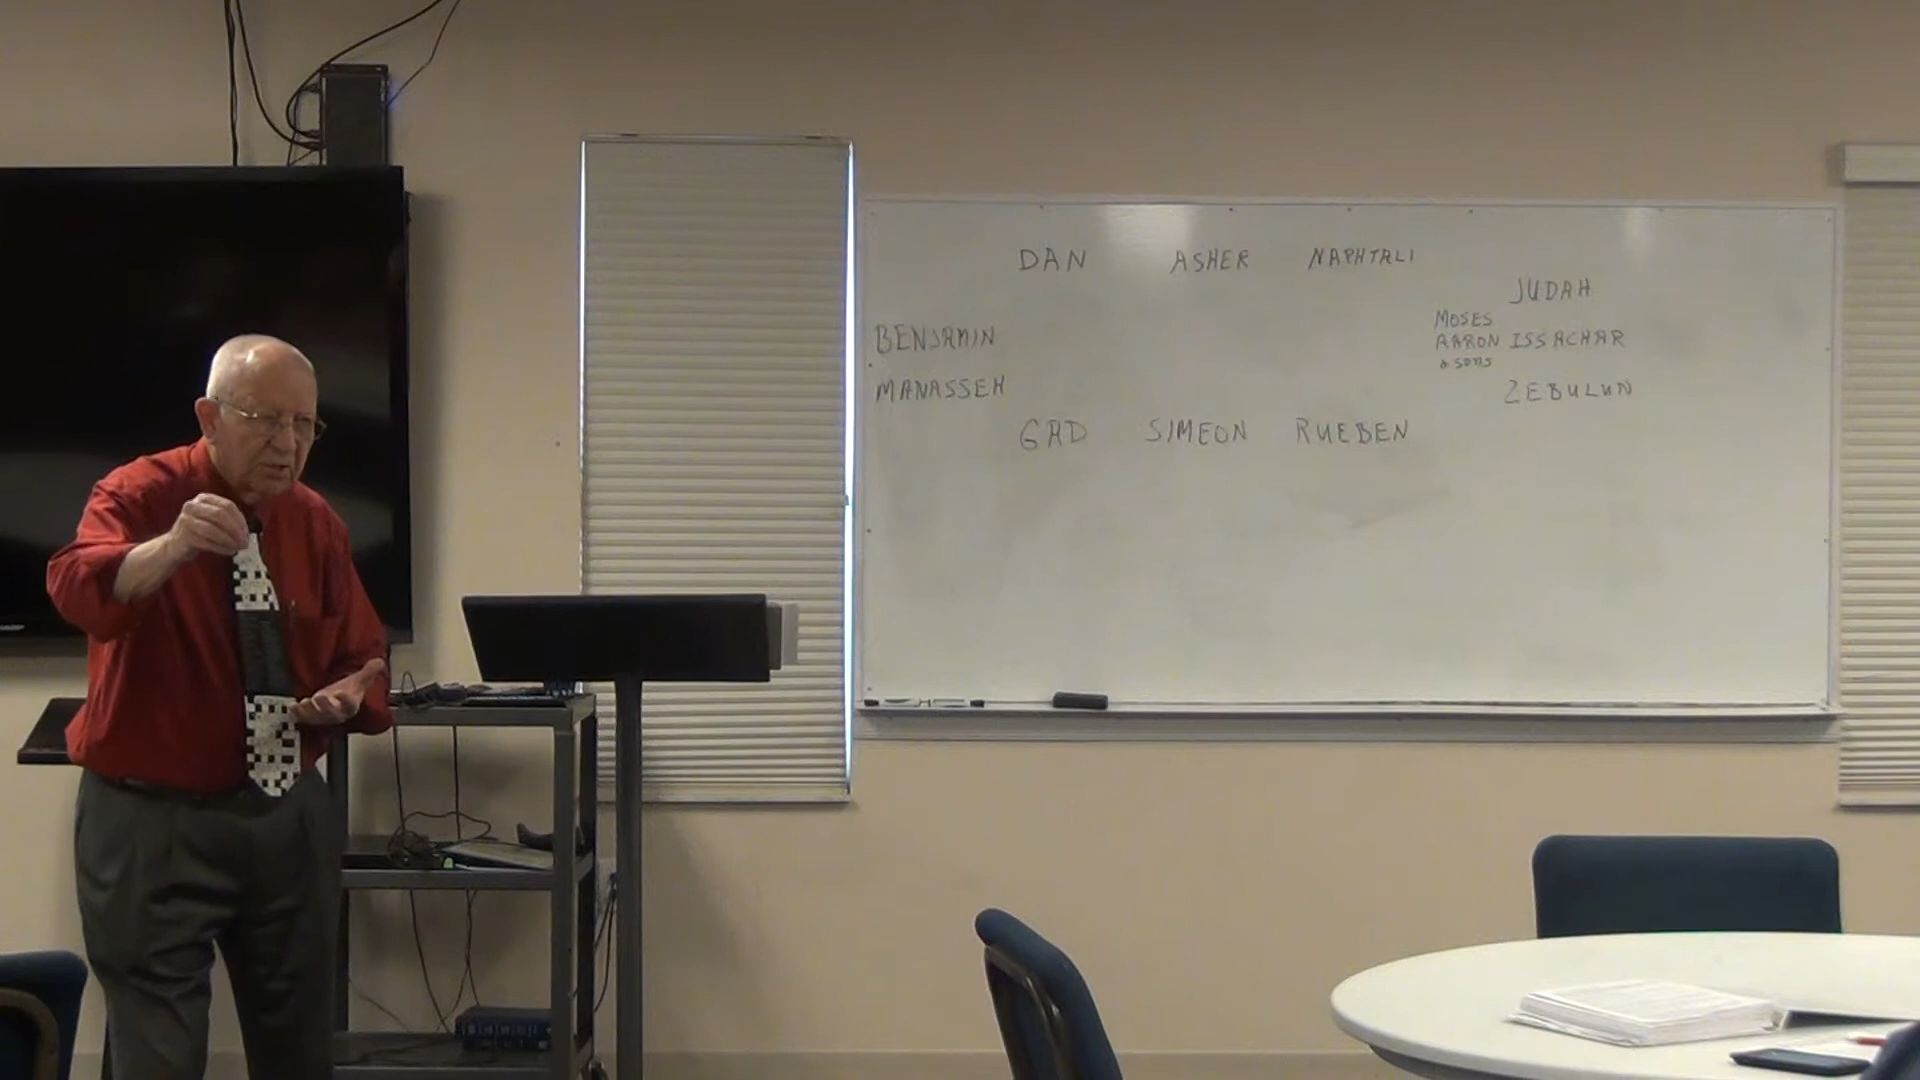 DAN ASHER NAPHTALI
JUDAH
MOSES
BENJAMIN AARON ISSACHAR
& SONS
MANASSEH ZEBULUN
GAD SIMEON RUEBEN